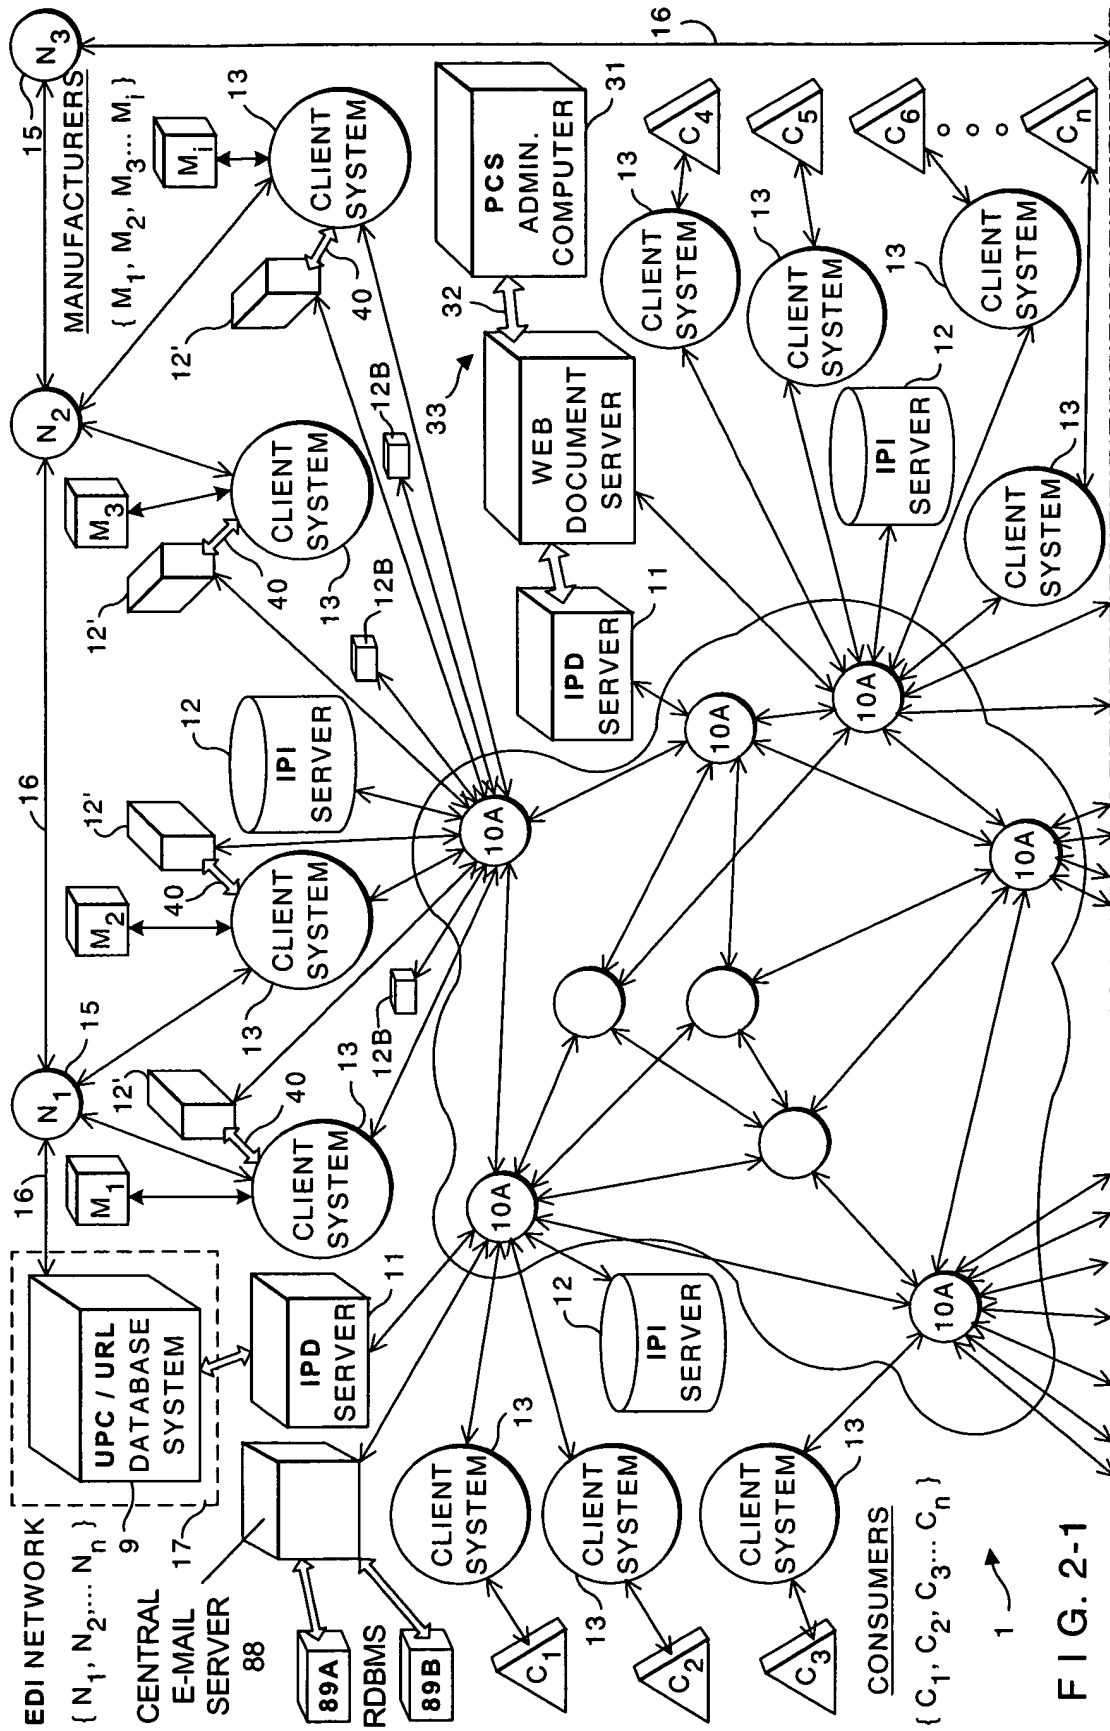 EDI NETWORK
{ N1, N2,... Nn }
9
17
CENTRAL
E-MAIL
SERVER
88
89A
RDBMS
89B
UPC / URL
DATABASE
SYSTEM
16
N1
15
16
N2
15
N3
16
MANUFACTURERS
{ M1, M2, M3... Mi }
M1
12'
40
CLIENT
SYSTEM
13
12B
M2
12'
40
CLIENT
SYSTEM
13
12
IPI
SERVER
M3
12'
40
CLIENT
SYSTEM
13
12B
12B
Mi
13
12'
40
CLIENT
SYSTEM
IPD
SERVER
11
10A
10A
10A
10A
10A
10A
IPD
SERVER
11
33
WEB
DOCUMENT
SERVER
32
PCS
ADMIN.
COMPUTER
31
12
IPI
SERVER
12
IPI
SERVER
CLIENT
SYSTEM
13
C1
CLIENT
SYSTEM
13
C2
CLIENT
SYSTEM
13
C3
CLIENT
SYSTEM
13
C4
CLIENT
SYSTEM
13
C5
CLIENT
SYSTEM
13
C6
CLIENT
SYSTEM
13
Cn
CONSUMERS
{ C1, C2, C3... Cn }
1
FIG. 2-1